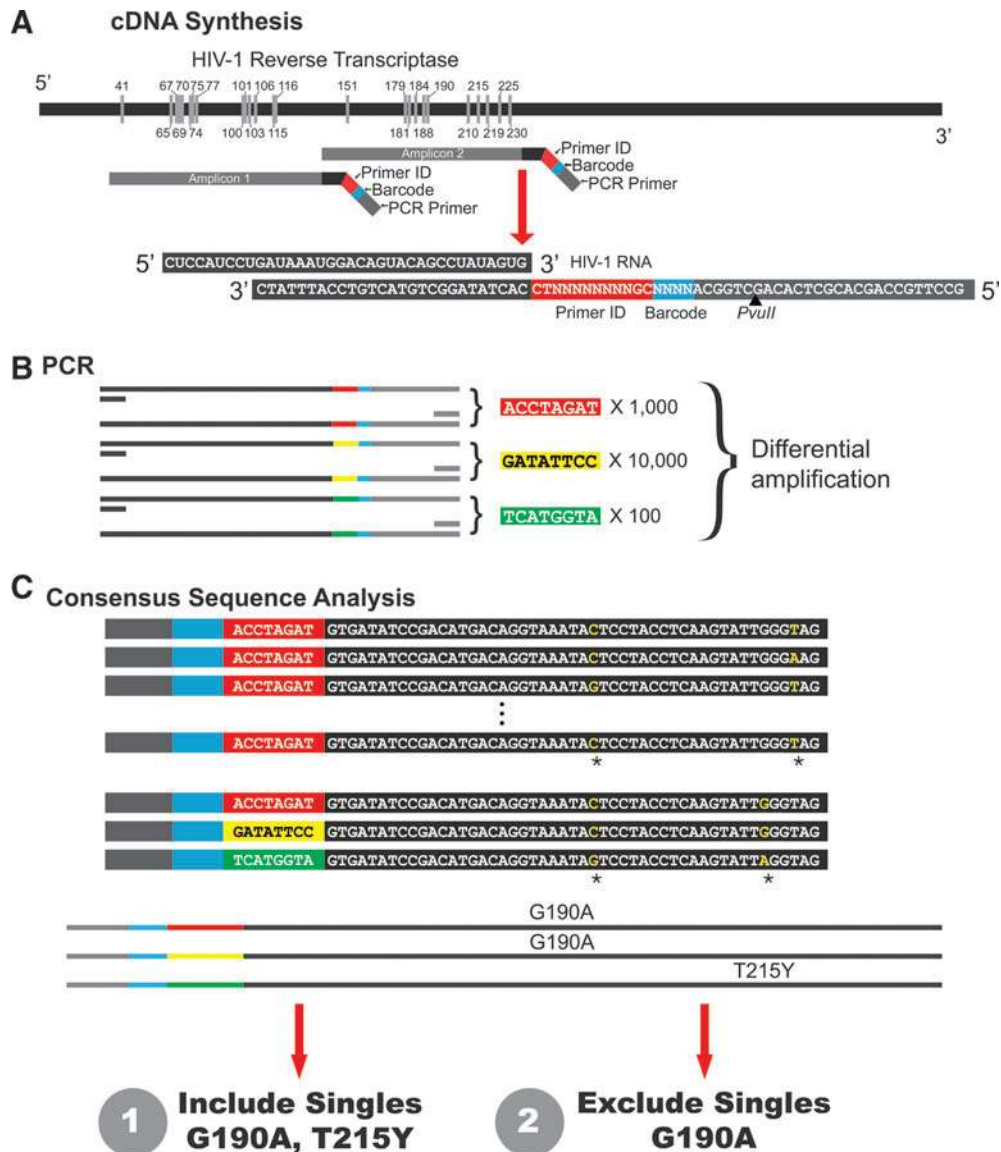 A cDNA Synthesis
HIV-1 Reverse Transcriptase
5' 3'
41 67 70 75 77 101 106 116 151 179 184 190 215 225
65 69 74 100 103 115 181 188 210 219 230
Primer ID
Amplicon 2 Barcode
PCR Primer
Primer ID
Amplicon 1 Barcode
PCR Primer
5' CUCCAUCCUGAUAAAUGGACAGUACAGCCUAUAGUG 3' HIV-1 RNA
3' CTATTTACCTGTCATGTCGGATATCAC CTNNNNNNNNGCNNNNACGGTCGACACTCGCACGACCGTTCCG 5'
Primer ID Barcode PvuII
B PCR
ACCTAGAT X 1,000
GATATTCC X 10,000
TCATGGTA X 100
Differential
amplification
C Consensus Sequence Analysis
ACCTAGAT GTGATATCCGACATGACAGGTAAATACTCCTACCTCAAGTATTGGGTAG
ACCTAGAT GTGATATCCGACATGACAGGTAAATACTCCTACCTCAAGTATTGGGAAG
ACCTAGAT GTGATATCCGACATGACAGGTAAATAGTCCTACCTCAAGTATTGGGTAG
ACCTAGAT GTGATATCCGACATGACAGGTAAATACTCCTACCTCAAGTATTGGGTAG
* *
ACCTAGAT GTGATATCCGACATGACAGGTAAATACTCCTACCTCAAGTATTGGGTAG
GATATTCC GTGATATCCGACATGACAGGTAAATACTCCTACCTCAAGTATTGGGTAG
TCATGGTA GTGATATCCGACATGACAGGTAAATAGTCCTACCTCAAGTATTAGGTAG
* *
G190A
G190A
T215Y
1 Include Singles
G190A, T215Y
2 Exclude Singles
G190A